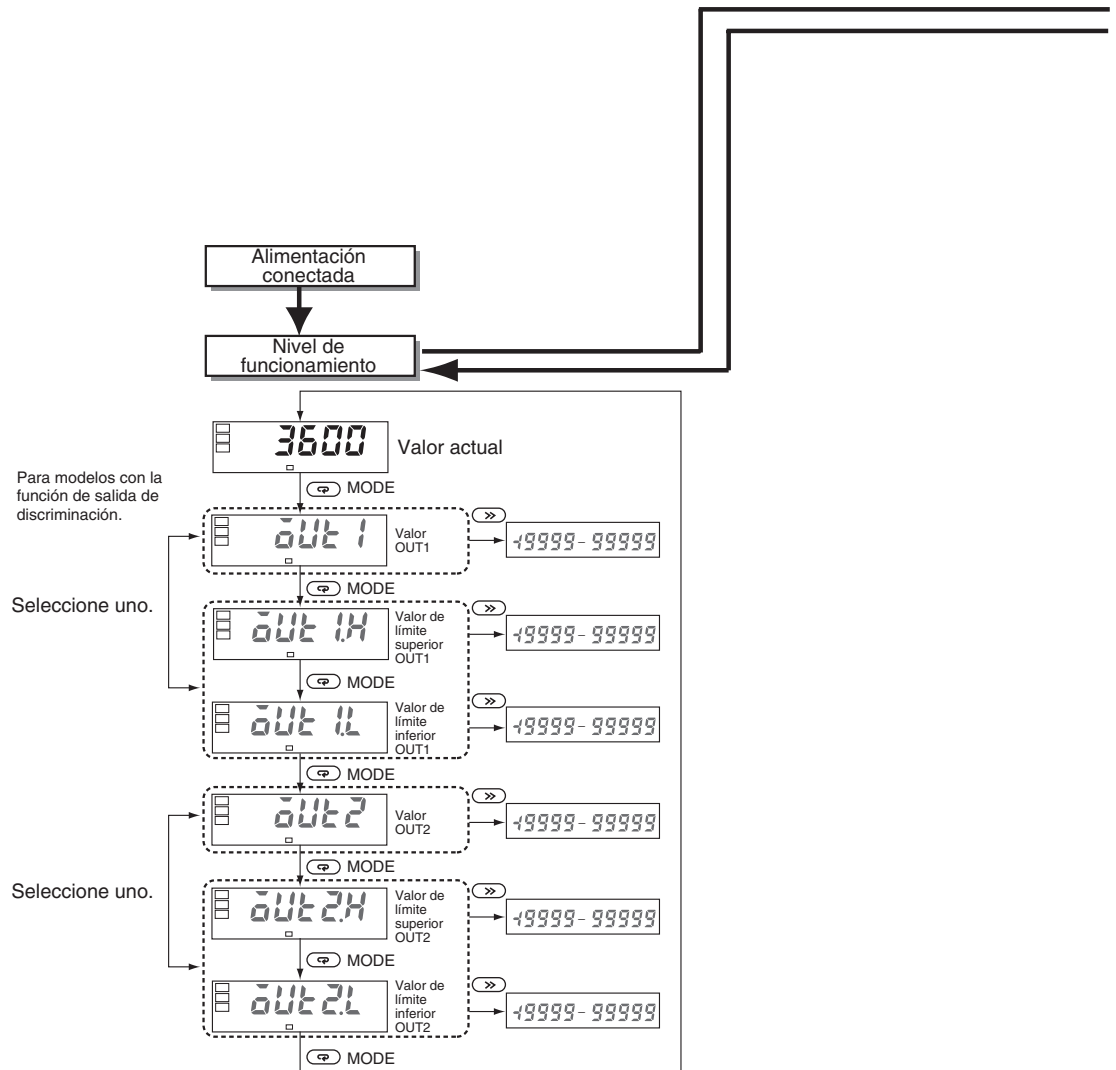 Alimentación
conectada
Nivel de
funcionamiento
3600
Valor actual
Para modelos con la
función de salida de
discriminación.
MODE
OUt 1
Valor
OUT1
-19999- 99999
MODE
Seleccione uno.
OUt 1.H
Valor de
límite
superior
OUT1
-19999- 99999
MODE
OUt 1.L
Valor de
límite
inferior
OUT1
-19999- 99999
MODE
OUt2
Valor
OUT2
-19999- 99999
MODE
Seleccione uno.
OUt2.H
Valor de
límite
superior
OUT2
-19999- 99999
MODE
OUt2.L
Valor de
límite
inferior
OUT2
-19999- 99999
MODE